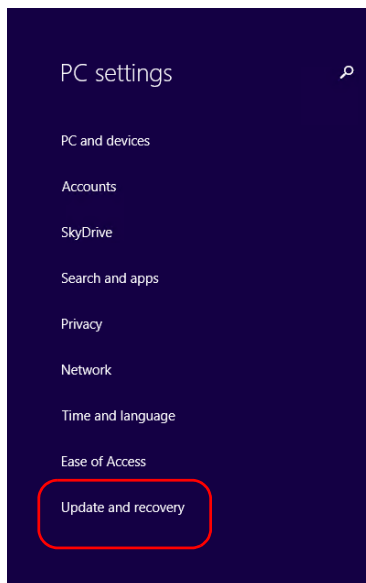 PC settings
PC and devices
Accounts
SkyDrive
Search and apps
Privacy
Network
Time and language
Ease of Access
Update and recovery